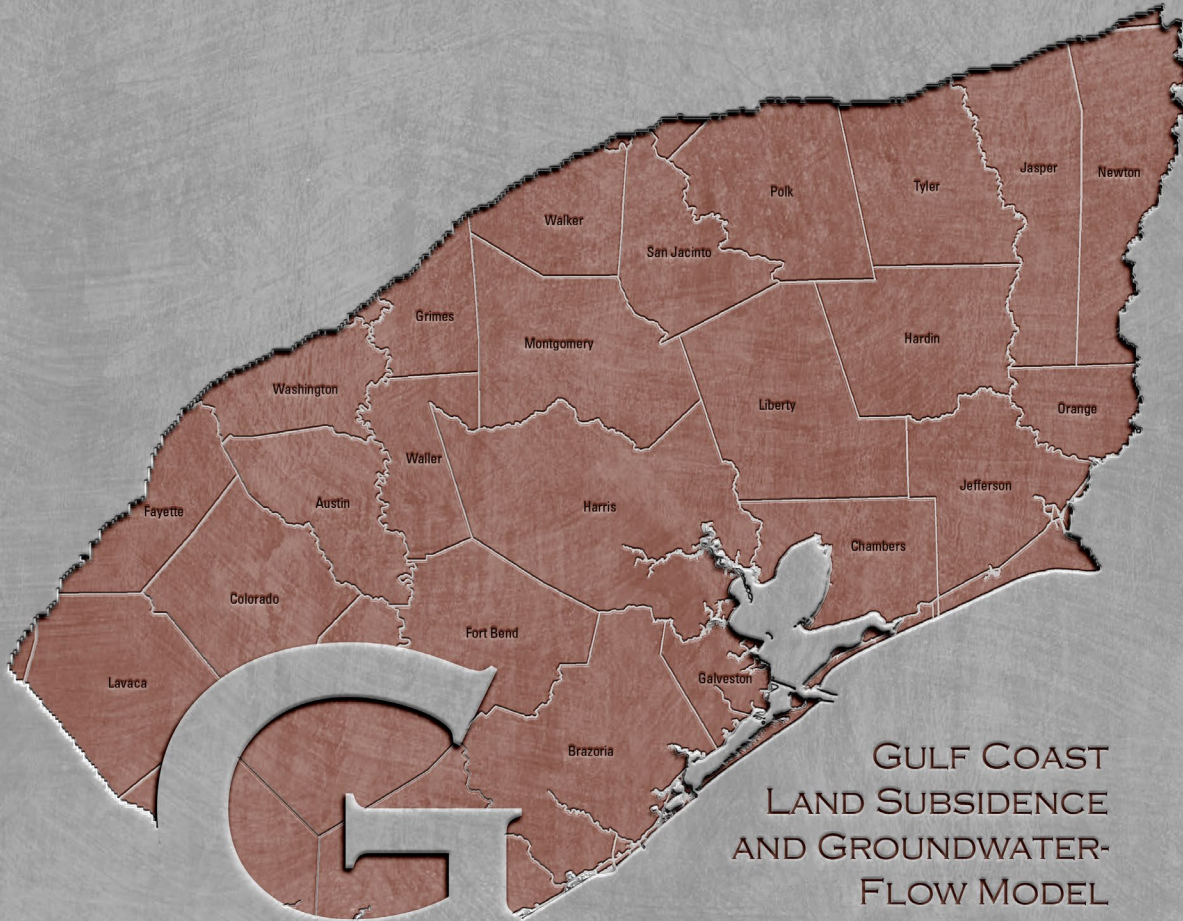 Jasper
Newton
Polk
Tyler
Walker
San Jacinto
Grimes
Montgomery
Hardin
Washington
Liberty
Orange
Waller
Jefferson
Austin
Harris
Fayette
Chambers
Colorado
Fort Bend
Galveston
Lavaca
Brazoria
G
GULF COAST
LAND SUBSIDENCE
AND GROUNDWATER-
FLOW MODEL